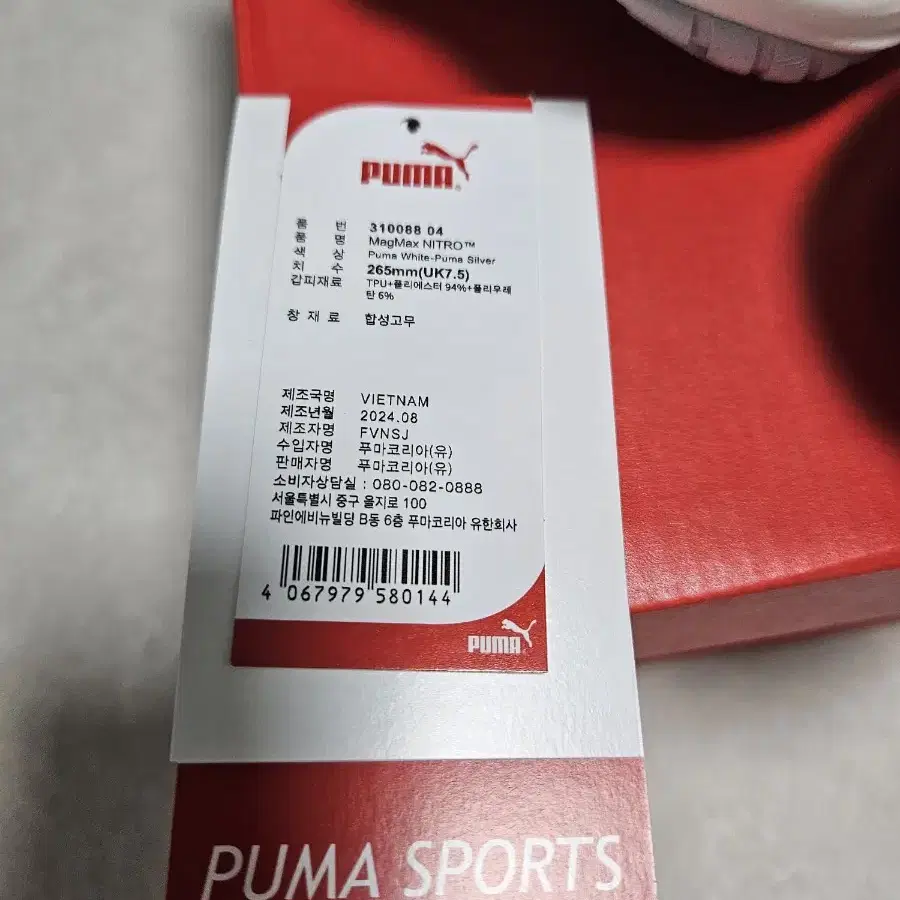 PUMA
품 번 310088 04
품 명 MagMax NITRO™
색 상 Puma White-Puma Silver
치 수 265mm(UK7.5)
갑피재료 TPU+폴리에스터 94%+폴리우레
탄 6%
창 재 료 합성고무
제조국명 VIETNAM
제조년월 2024.08
제조자명 FVNSJ
수입자명 푸마코리아(유)
판매자명 푸마코리아(유)
소비자상담실 : 080-082-0888
서울특별시 중구 을지로 100
파인에비뉴빌딩 B동 6층 푸마코리아 유한회사
4 067979 580144
PUMA
PUMA SPORTS